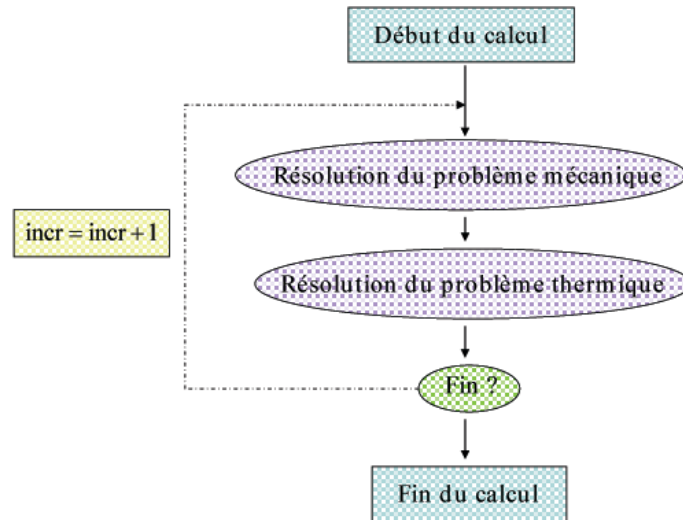 Début du calcul
Résolution du problème mécanique
incr = incr + 1
Résolution du problème thermique
Fin ?
Fin du calcul